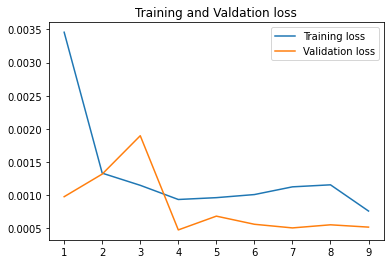 Training and Valdation loss
Training loss
Validation loss
0.0035
0.0030
0.0025
0.0020
0.0015
0.0010
0.0005
1 2 3 4 5 6 7 8 9